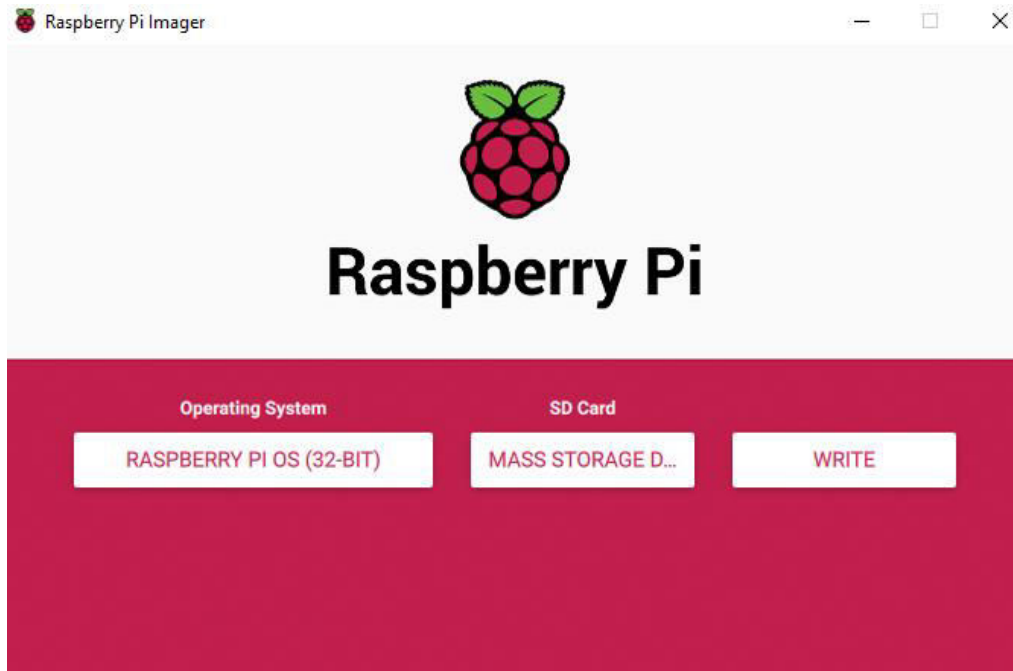 Raspberry Pi Imager
Raspberry Pi
Operating System
SD Card
RASPBERRY PI OS (32-BIT)
MASS STORAGE D...
WRITE